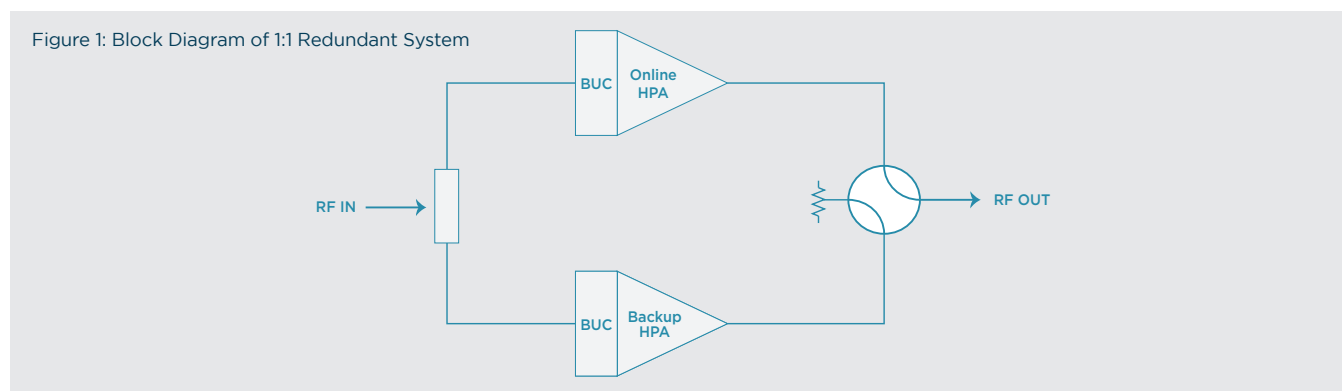 Figure 1: Block Diagram of 1:1 Redundant System
BUC
Online
HPA
RF IN
RF OUT
BUC
Backup
HPA